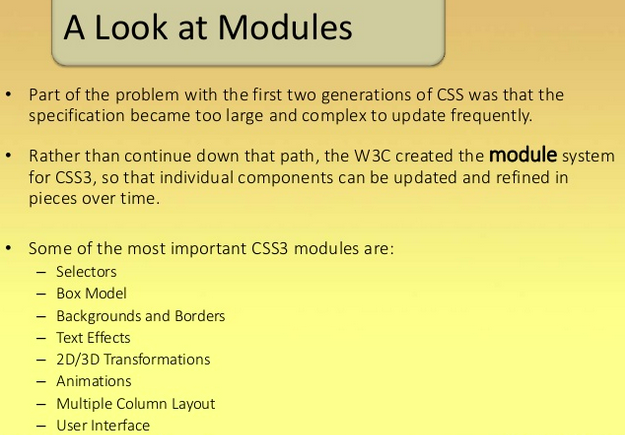 A Look at Modules
• Part of the problem with the first two generations of CSS was that the
specification became too large and complex to update frequently.
• Rather than continue down that path, the W3C created the module system
for CSS3, so that individual components can be updated and refined in
pieces over time.
• Some of the most important CSS3 modules are:
– Selectors
– Box Model
– Backgrounds and Borders
– Text Effects
– 2D/3D Transformations
– Animations
– Multiple Column Layout
– User Interface